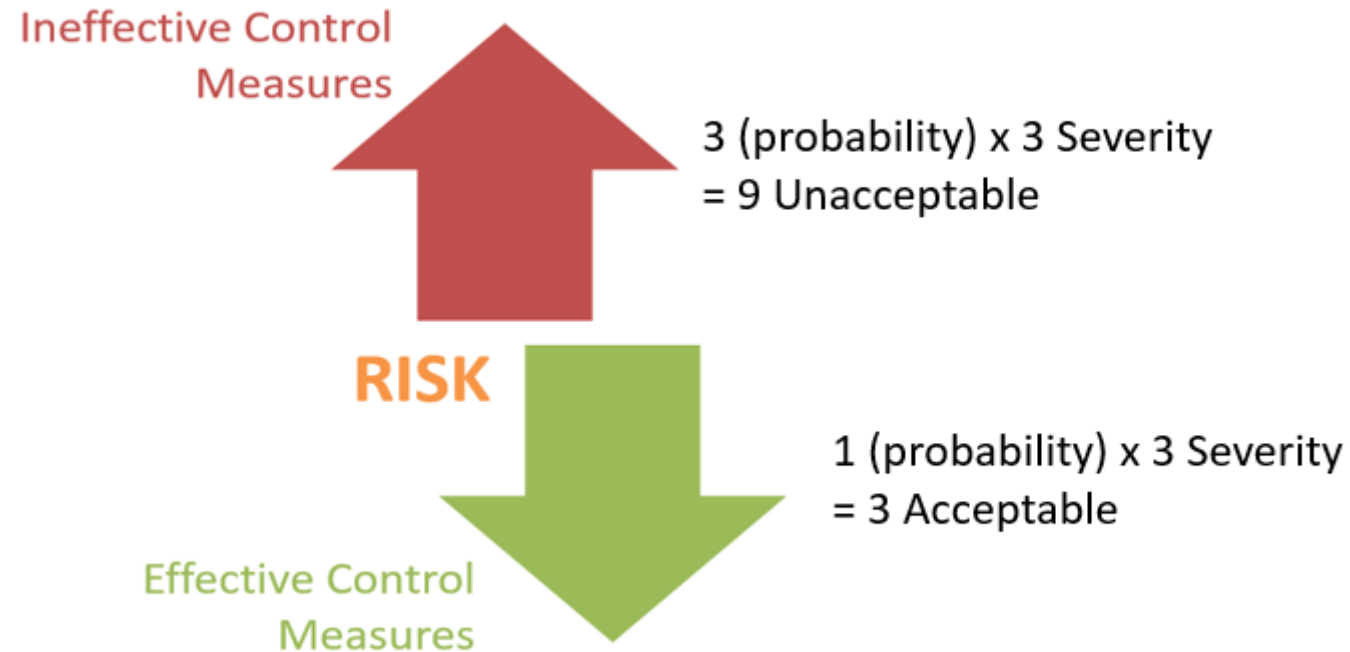 Ineffective Control
Measures
3 (probability) x 3 Severity
= 9 Unacceptable
RISK
1 (probability) x 3 Severity
= 3 Acceptable
Effective Control
Measures